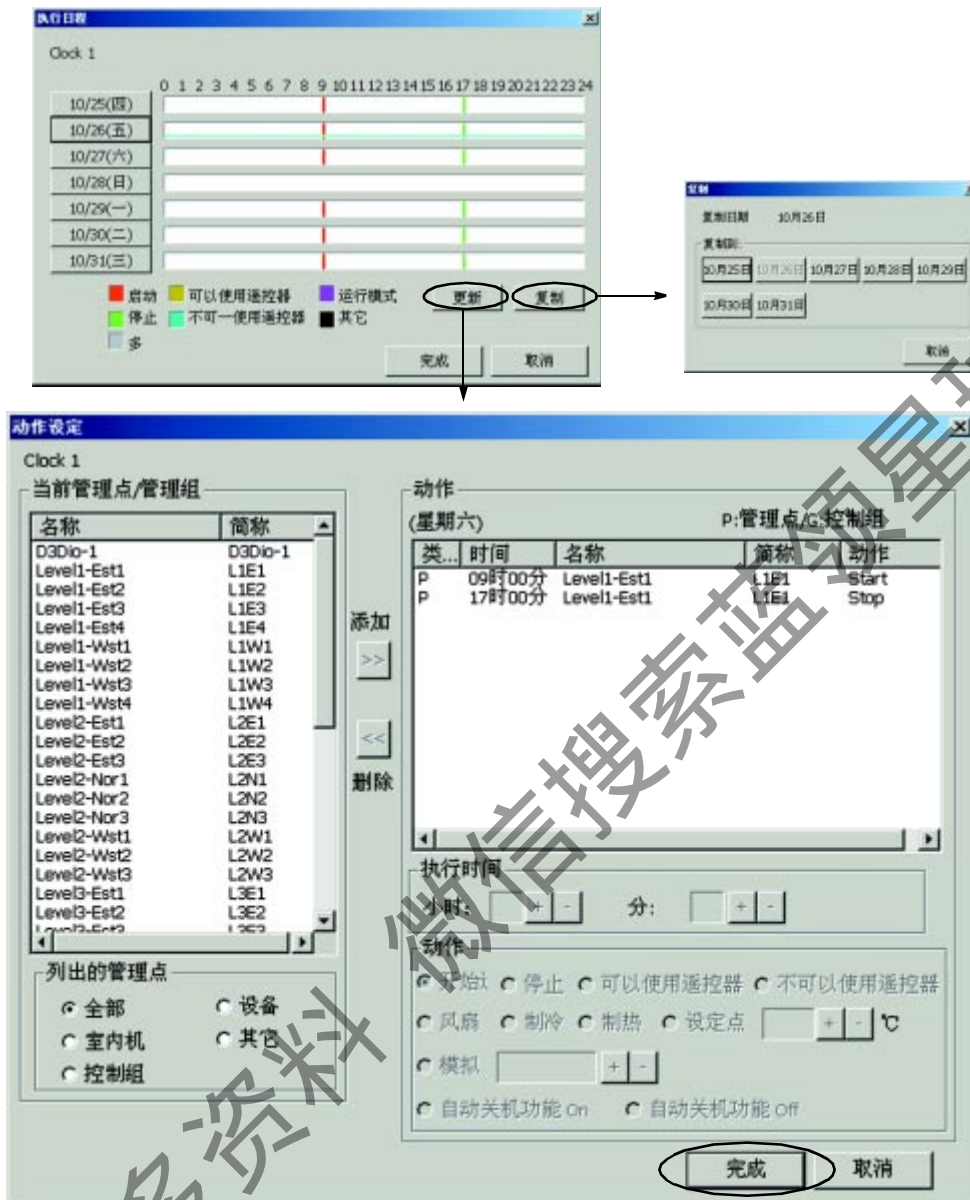 执行日程
Clock 1
0 1 2 3 4 5 6 7 8 9 10 11 12 13 14 15 16 17 18 19 20 21 22 23 24
10/25(四)
10/26(五)
10/27(六)
10/28(日)
10/29(一)
10/30(二)
10/31(三)
启动 可以使用遥控器 运行模式
停止 不可一使用遥控器 其它
多
更新 复制
完成 取消
复制
复制日期 10月26日
复制到:
10月25日 10月26日 10月27日 10月28日 10月29日
10月30日 10月31日
取消
动作设定
Clock 1
当前管理点/管理组
名称 简称
D3Dio-1 D3Dio-1
Level1-Est1 L1E1
Level1-Est2 L1E2
Level1-Est3 L1E3
Level1-Est4 L1E4
Level1-Wst1 L1W1
Level1-Wst2 L1W2
Level1-Wst3 L1W3
Level1-Wst4 L1W4
Level2-Est1 L2E1
Level2-Est2 L2E2
Level2-Est3 L2E3
Level2-Nor1 L2N1
Level2-Nor2 L2N2
Level2-Nor3 L2N3
Level2-Wst1 L2W1
Level2-Wst2 L2W2
Level2-Wst3 L2W3
Level3-Est1 L3E1
Level3-Est2 L3E2
列出的管理点
全部 设备
室内机 其它
控制组
添加
>>
<<
删除
动作
(星期六) P:管理点/G:控制组
类... 时间 名称 简称 动作
P 09时00分 Level1-Est1 L1E1 Start
P 17时00分 Level1-Est1 L1E1 Stop
执行时间
小时: + - 分: + -
动作
开始i 停止 可以使用遥控器 不可以使用遥控器
风扇 制冷 制热 设定点 + - ℃
模拟 + -
自动关机功能 On 自动关机功能 Off
完成 取消
多资料 微信搜索蓝领星球